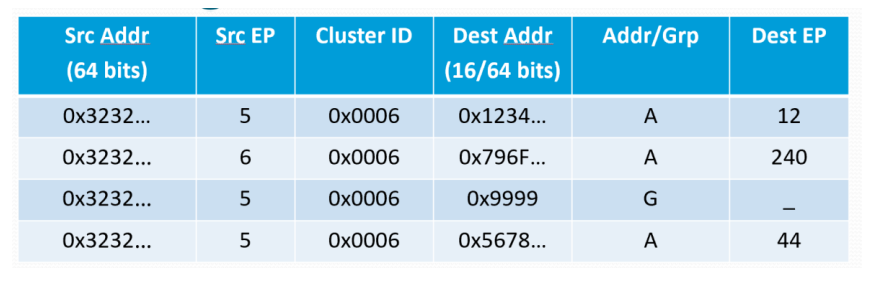 Src Addr (64 bits) Src EP Cluster ID Dest Addr (16/64 bits) Addr/Grp Dest EP
0x3232... 5 0x0006 0x1234... A 12
0x3232... 6 0x0006 0x796F... A 240
0x3232... 5 0x0006 0x9999 G _
0x3232... 5 0x0006 0x5678... A 44